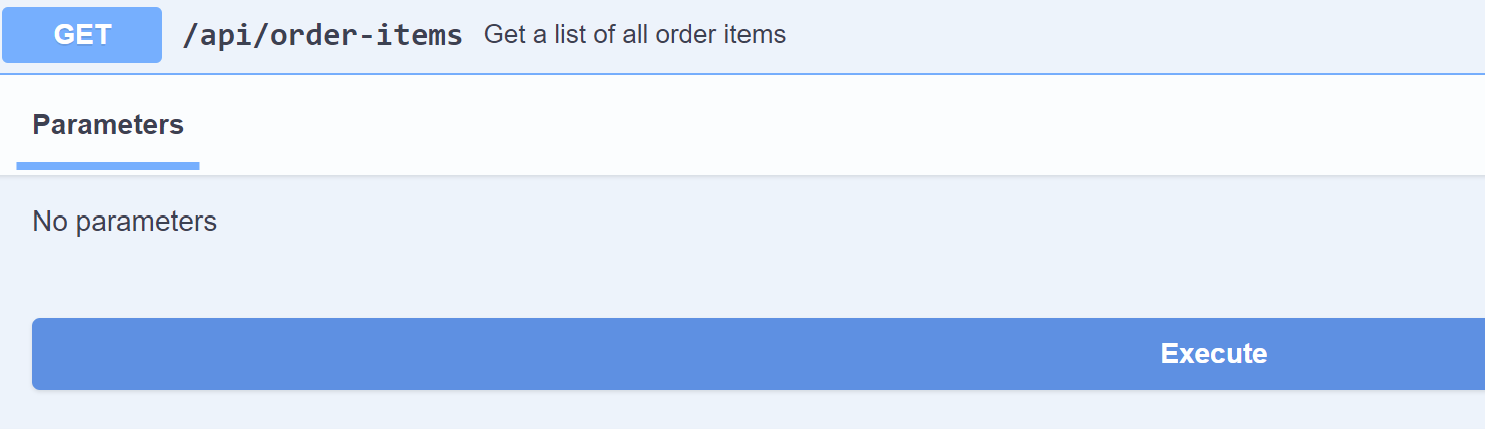 GET /api/order-items Get a list of all order items
Parameters
No parameters
Execute